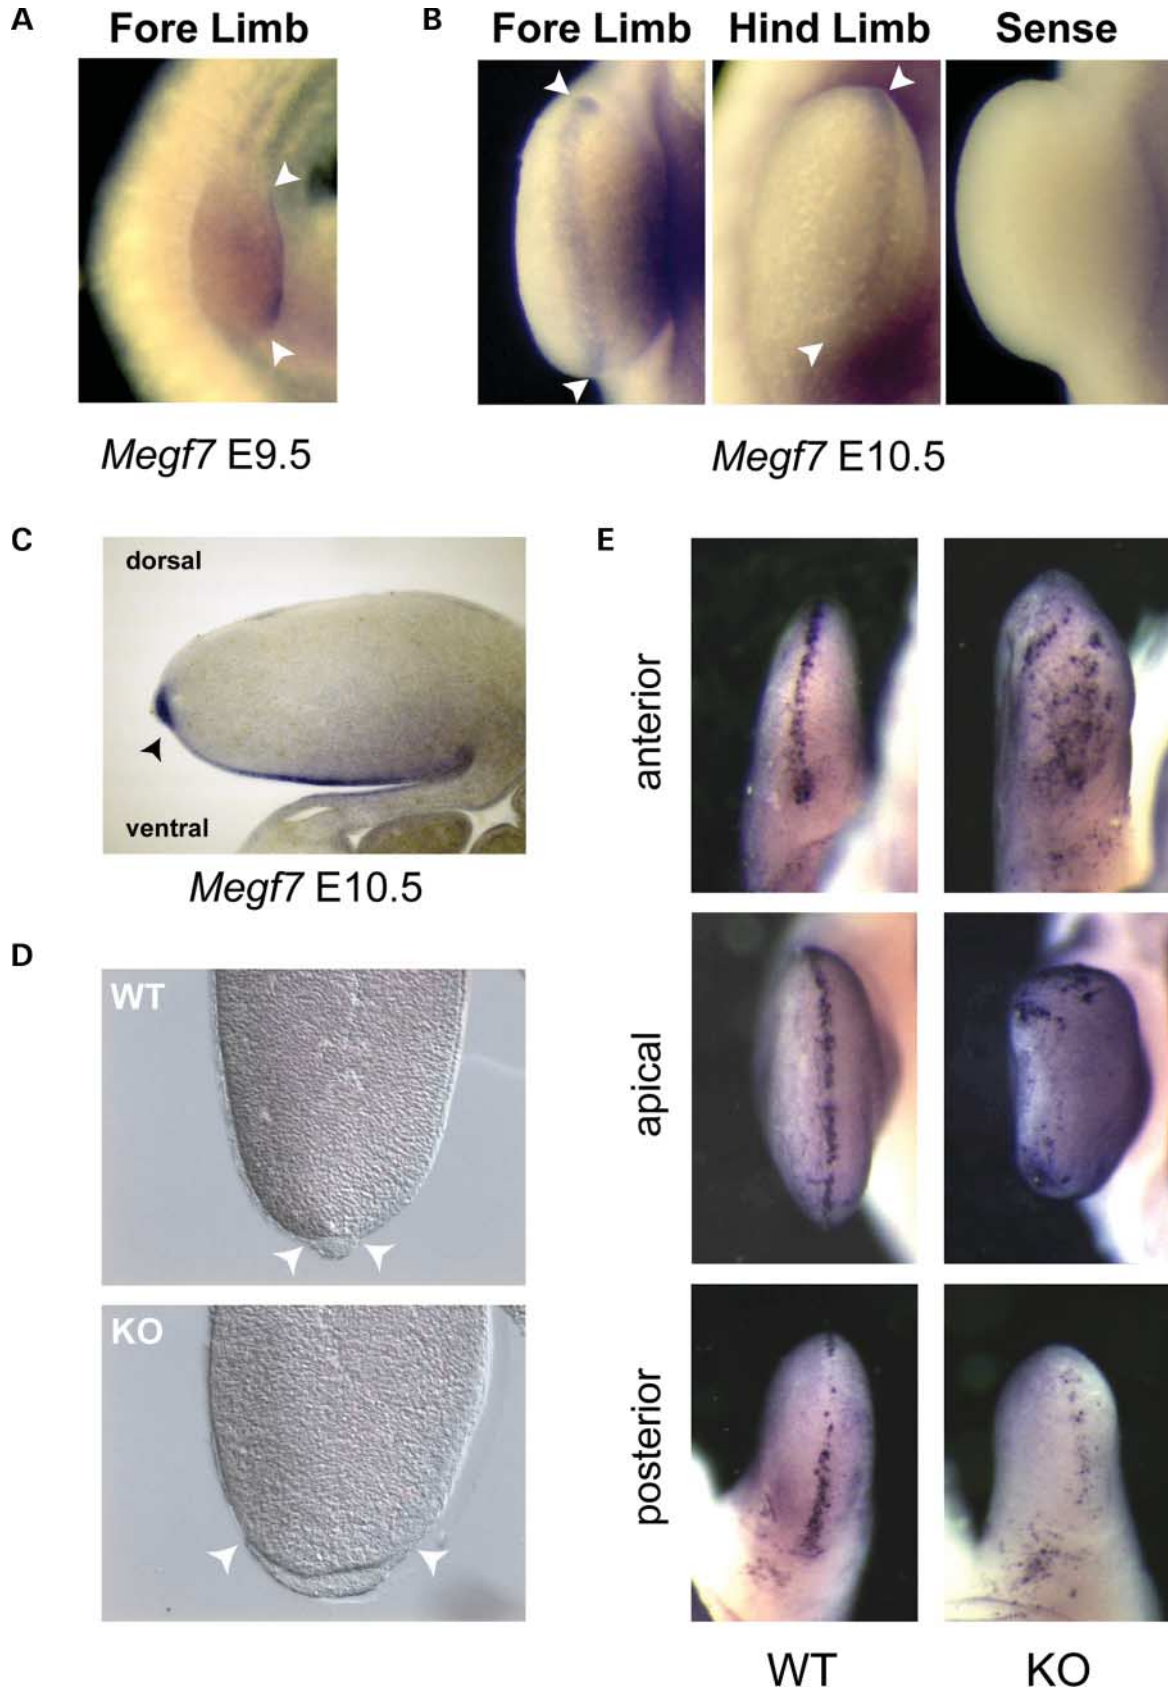 A
Fore Limb
B
Fore Limb
Hind Limb
Sense
Megf7 E9.5
Megf7 E10.5
C
dorsal
ventral
Megf7 E10.5
D
WT
KO
E
anterior
apical
posterior
WT
KO